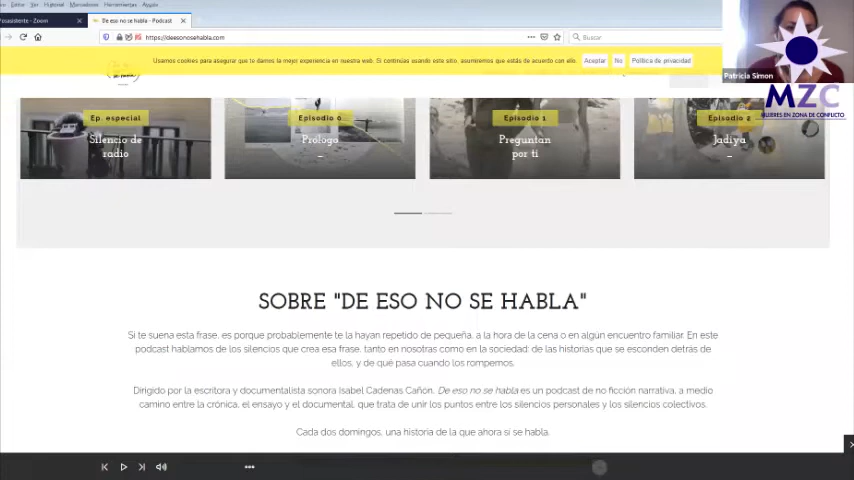 Editar Ver Historial Marcadores Herramientas Ayuda
De eso no se habla - Podcast
https://deesonosehabla.com
Buscar
Usamos cookies para asegurar que te damos la mejor experiencia en nuestra web. Si continúas usando este sitio, asumiremos que estás de acuerdo con ello.
Aceptar
No
Política de privacidad
Patricia Simon
MZC
MUJERES EN ZONA DE CONFLICTO
Ep. especial
Silencio de
radio
Episodio 0
Prólogo
Episodio 1
Preguntan
por ti
Episodio 2
Jadiya
SOBRE "DE ESO NO SE HABLA"
Si te suena esta frase, es porque probablemente te la hayan repetido de pequeña, a la hora de la cena o en algún encuentro familiar. En este
podcast hablamos de los silencios que crea esa frase, tanto en nosotras como en la sociedad; de las historias que se esconden detrás de
ellos, y de qué pasa cuando los rompemos.
Dirigido por la escritora y documentalista sonora Isabel Cadenas Cañón, De eso no se habla es un podcast de no ficción narrativa, a medio
camino entre la crónica, el ensayo y el documental, que trata de unir los puntos entre los silencios personales y los silencios colectivos.
Cada dos domingos, una historia de la que ahora sí se habla.